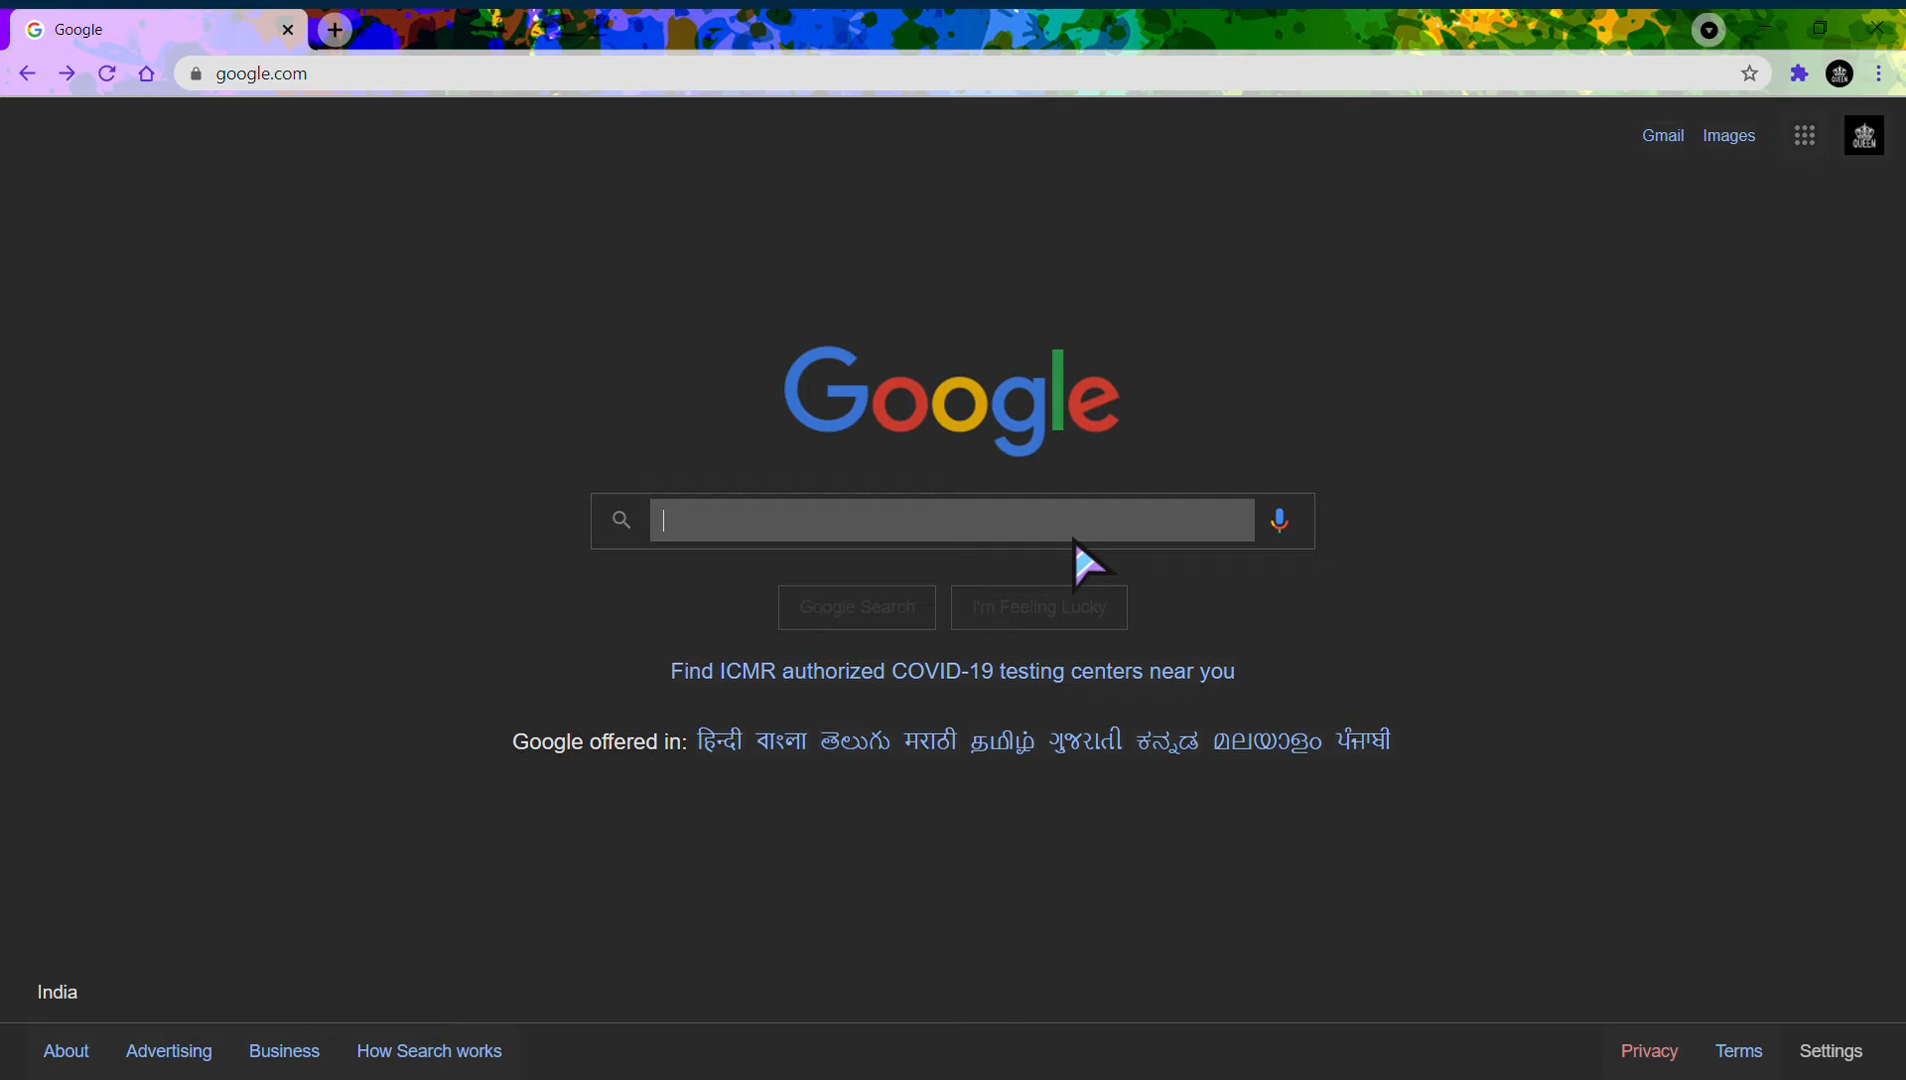 Google
google.com
Gmail Images
QUEEN
Google
Google Search I'm Feeling Lucky
Find ICMR authorized COVID-19 testing centers near you
Google offered in: हिन्दी বাংলা తెలుగు मराठी தமிழ் ગુજરાતી ಕನ್ನಡ മലയാളം ਪੰਜਾਬੀ
India
About Advertising Business How Search works Privacy Terms Settings